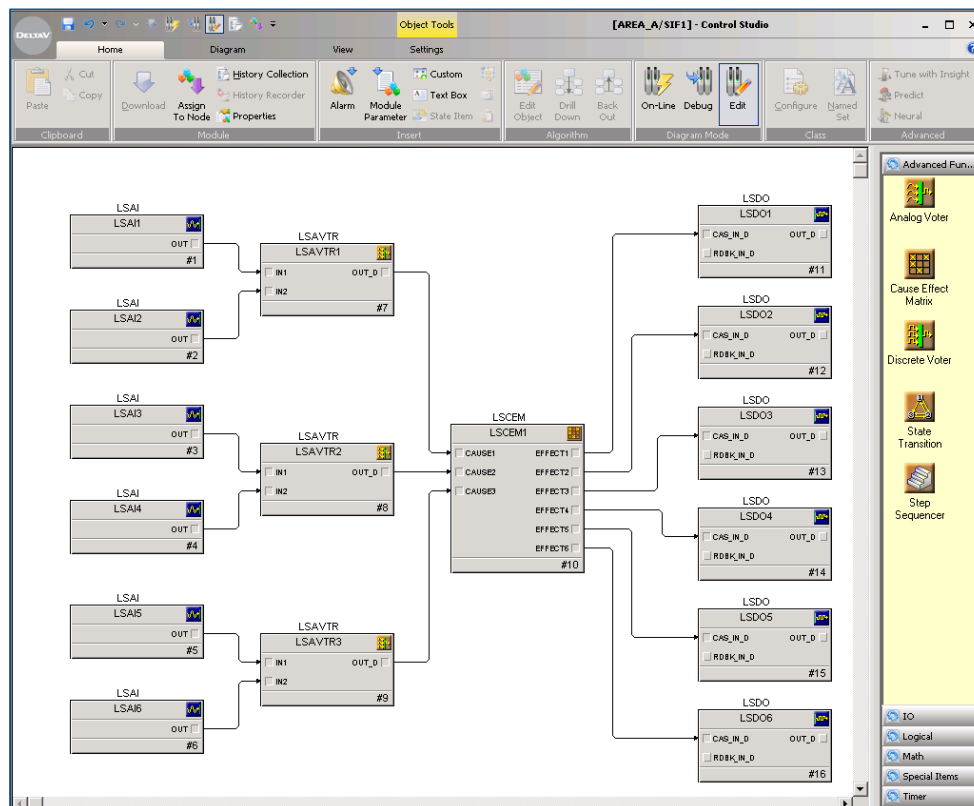 DELTAV
Object Tools
[AREA_A/SIF1] - Control Studio
Home
Diagram
View
Settings
Paste
Cut
Copy
Clipboard
Download
Assign To Node
History Collection
History Recorder
Properties
Module
Alarm
Module Parameter
Custom
Text Box
State Item
Insert
Edit Object
Drill Down
Back Out
Algorithm
On-Line
Debug
Edit
Diagram Mode
Configure
Named Set
Class
Tune with Insight
Predict
Neural
Advanced
LSAI
LSAI1
OUT
#1
LSAI
LSAI2
OUT
#2
LSAI
LSAI3
OUT
#3
LSAI
LSAI4
OUT
#4
LSAI
LSAI5
OUT
#5
LSAI
LSAI6
OUT
#6
LSAVTR
LSAVTR1
IN1 OUT_D
IN2
#7
LSAVTR
LSAVTR2
IN1 OUT_D
IN2
#8
LSAVTR
LSAVTR3
IN1 OUT_D
IN2
#9
LSCEM
LSCEM1
CAUSE1 EFFECT1
CAUSE2 EFFECT2
CAUSE3 EFFECT3
EFFECT4
EFFECT5
EFFECT6
#10
LSDO
LSDO1
CAS_IN_D OUT_D
RDBK_IN_D
#11
LSDO
LSDO2
CAS_IN_D OUT_D
RDBK_IN_D
#12
LSDO
LSDO3
CAS_IN_D OUT_D
RDBK_IN_D
#13
LSDO
LSDO4
CAS_IN_D OUT_D
RDBK_IN_D
#14
LSDO
LSDO5
CAS_IN_D OUT_D
RDBK_IN_D
#15
LSDO
LSDO6
CAS_IN_D OUT_D
RDBK_IN_D
#16
Advanced Fun...
Analog Voter
Cause Effect
Matrix
Discrete Voter
State
Transition
Step
Sequencer
IO
Logical
Math
Special Items
Timer